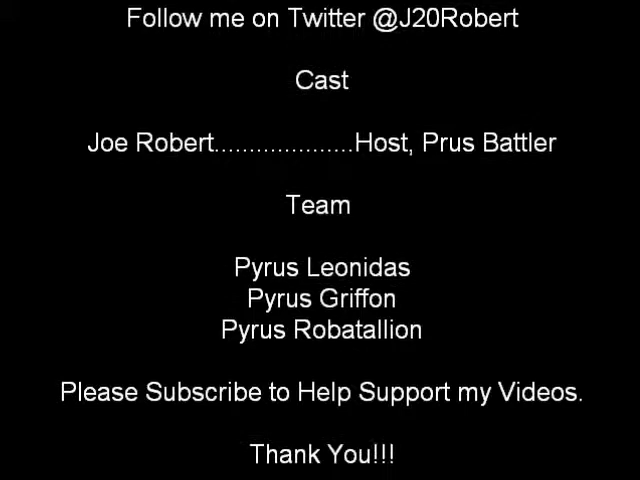 Follow me on Twitter @J20Robert
Cast
Joe Robert....................Host, Prus Battler
Team
Pyrus Leonidas
Pyrus Griffon
Pyrus Robatallion
Please Subscribe to Help Support my Videos.
Thank You!!!